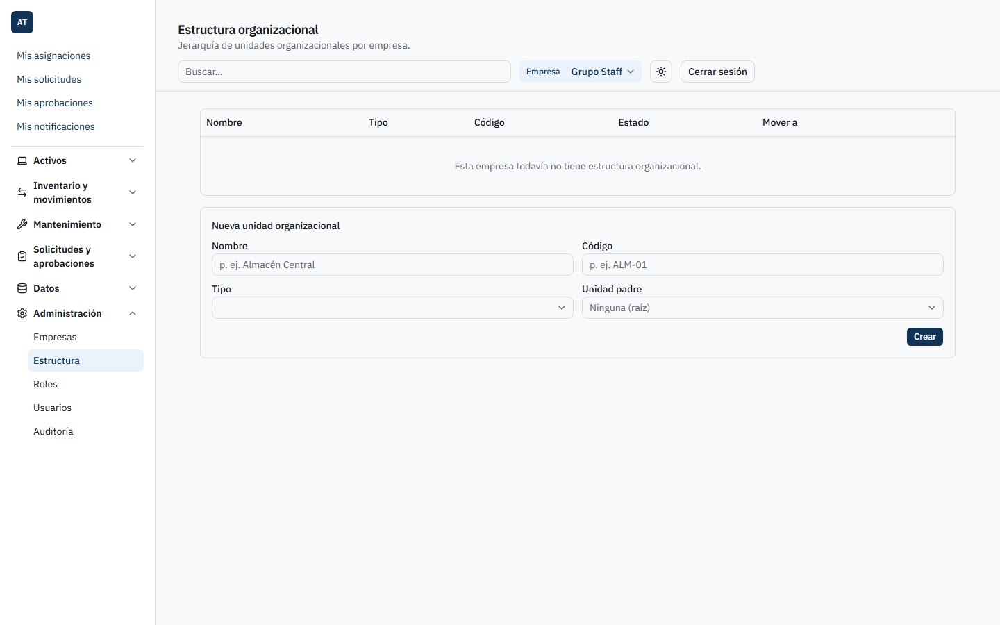 AT
Mis asignaciones
Mis solicitudes
Mis aprobaciones
Mis notificaciones
Activos
Inventario y
movimientos
Mantenimiento
Solicitudes y
aprobaciones
Datos
Administración
Empresas
Estructura
Roles
Usuarios
Auditoría
Estructura organizacional
Jerarquía de unidades organizacionales por empresa.
Buscar... Empresa Grupo Staff Cerrar sesión
Nombre Tipo Código Estado Mover a
Esta empresa todavía no tiene estructura organizacional.
Nueva unidad organizacional
Nombre Código
p. ej. Almacén Central p. ej. ALM-01
Tipo Unidad padre
Ninguna (raíz)
Crear